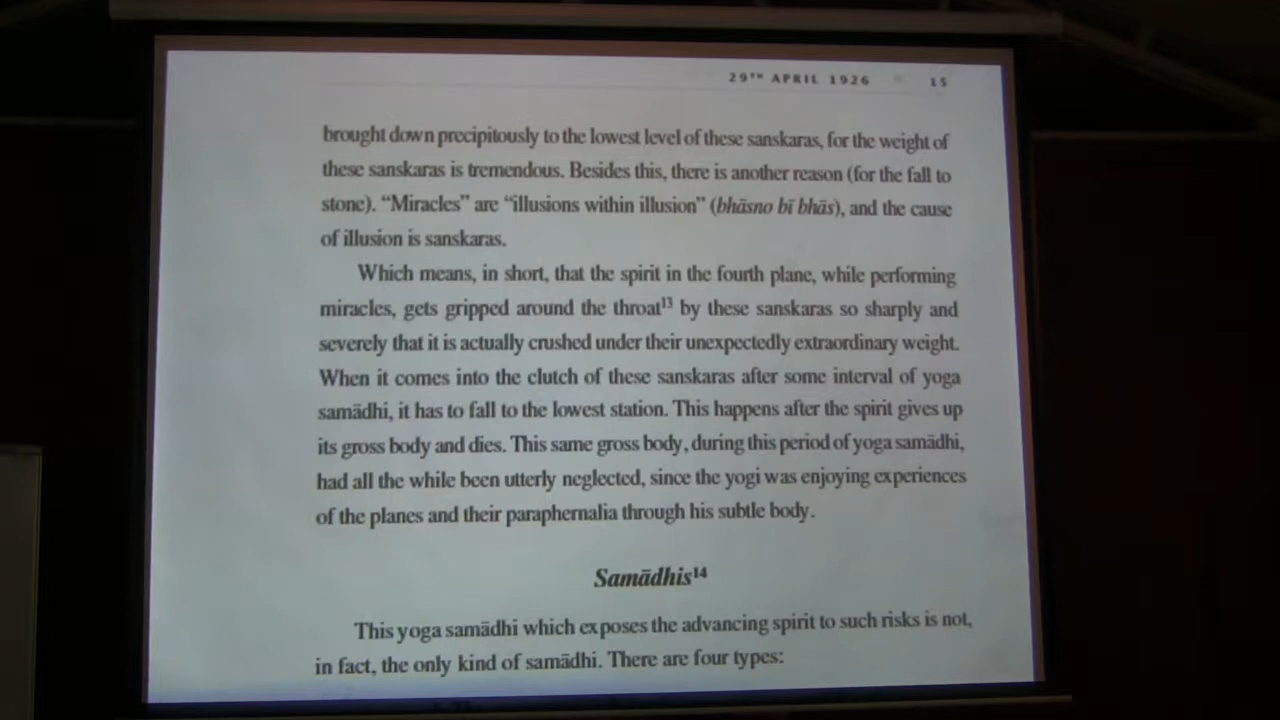 29TH APRIL 1926 15
brought down precipitously to the lowest level of these sanskaras, for the weight of
these sanskaras is tremendous. Besides this, there is another reason (for the fall to
stone). “Miracles” are “illusions within illusion” (bhāsno bī bhās), and the cause
of illusion is sanskaras.
Which means, in short, that the spirit in the fourth plane, while performing
miracles, gets gripped around the throat13 by these sanskaras so sharply and
severely that it is actually crushed under their unexpectedly extraordinary weight.
When it comes into the clutch of these sanskaras after some interval of yoga
samādhi, it has to fall to the lowest station. This happens after the spirit gives up
its gross body and dies. This same gross body, during this period of yoga samādhi,
had all the while been utterly neglected, since the yogi was enjoying experiences
of the planes and their paraphernalia through his subtle body.
Samādhis14
This yoga samādhi which exposes the advancing spirit to such risks is not,
in fact, the only kind of samādhi. There are four types: